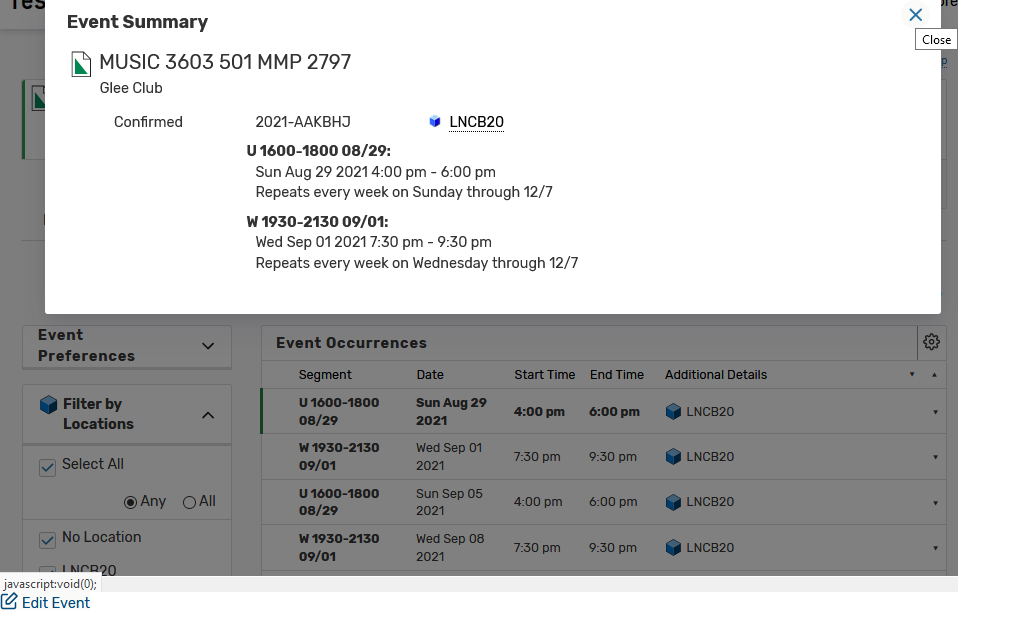 Event Summary
Close
MUSIC 3603 501 MMP 2797
Glee Club
Confirmed 2021-AAKBHJ LNCB20
U 1600-1800 08/29:
Sun Aug 29 2021 4:00 pm - 6:00 pm
Repeats every week on Sunday through 12/7
W 1930-2130 09/01:
Wed Sep 01 2021 7:30 pm - 9:30 pm
Repeats every week on Wednesday through 12/7
Event
Preferences
Filter by
Locations
Select All
Any All
No Location
LNCB20
Event Occurrences
Segment Date Start Time End Time Additional Details
U 1600-1800 Sun Aug 29 4:00 pm 6:00 pm LNCB20
08/29 2021
W 1930-2130 Wed Sep 01 7:30 pm 9:30 pm LNCB20
09/01 2021
U 1600-1800 Sun Sep 05 4:00 pm 6:00 pm LNCB20
08/29 2021
W 1930-2130 Wed Sep 08 7:30 pm 9:30 pm LNCB20
09/01 2021
javascript:void(0);
Edit Event